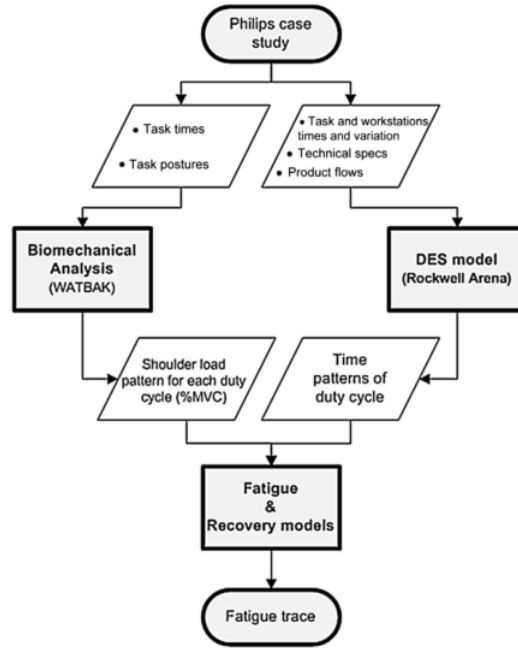 Philips case
study
• Task times
• Task postures
• Task and workstations
times and variation
• Technical specs
• Product flows
Biomechanical
Analysis
(WATBAK)
DES model
(Rockwell Arena)
Shoulder load
pattern for each duty
cycle (%MVC)
Time
patterns of
duty cycle
Fatigue
&
Recovery models
Fatigue trace